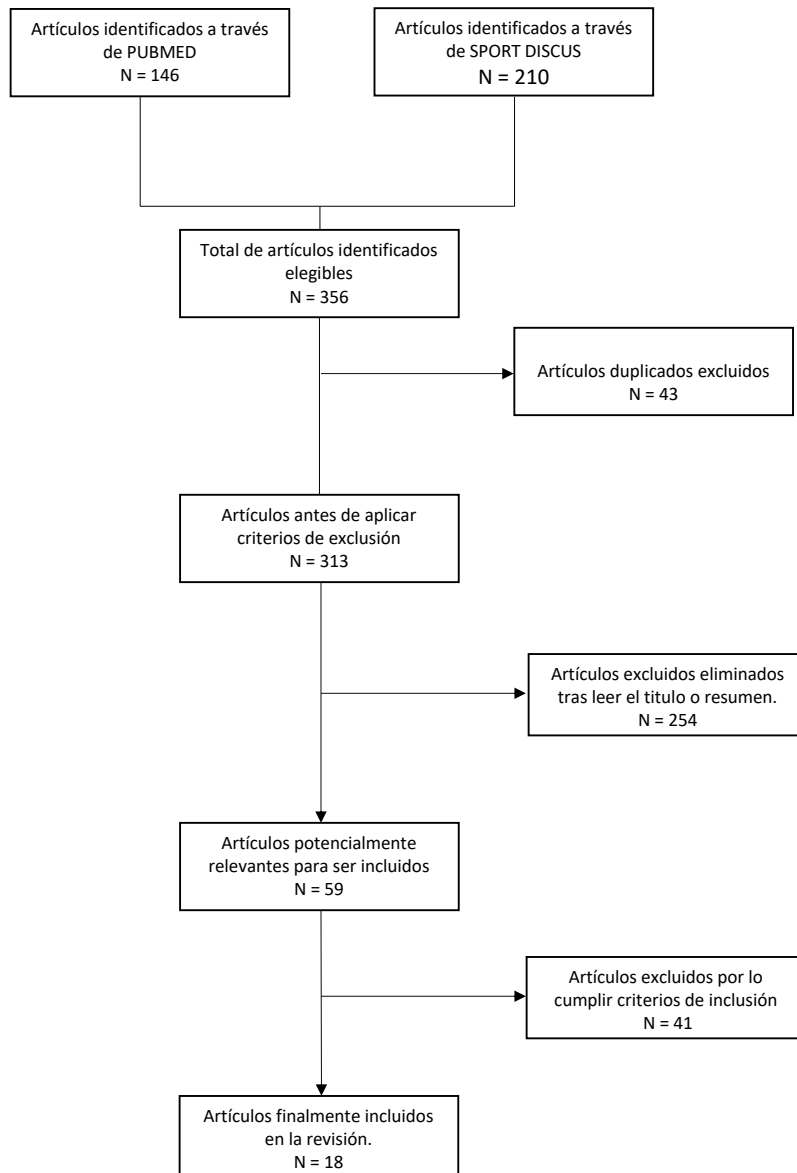 Artículos identificados a través
de PUBMED
N = 146
Artículos identificados a través
de SPORT DISCUS
N = 210
Total de artículos identificados
elegibles
N = 356
Artículos duplicados excluidos
N = 43
Artículos antes de aplicar
criterios de exclusión
N = 313
Artículos excluidos eliminados
tras leer el titulo o resumen.
N = 254
Artículos potencialmente
relevantes para ser incluidos
N = 59
Artículos excluidos por lo
cumplir criterios de inclusión
N = 41
Artículos finalmente incluidos
en la revisión.
N = 18